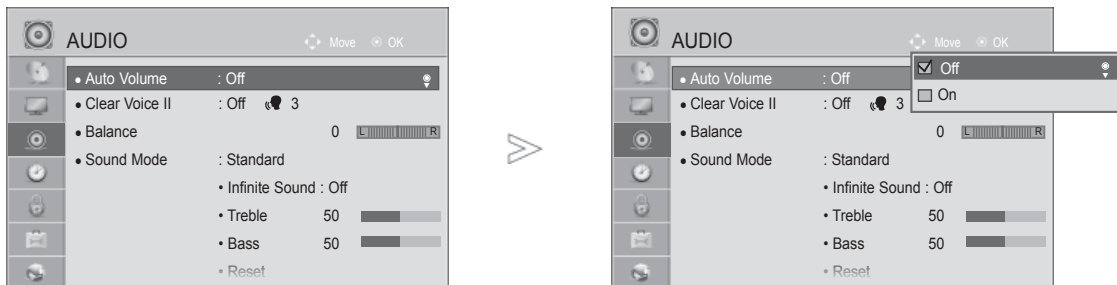 AUDIO
Move OK
• Auto Volume : Off
• Clear Voice II : Off 3
• Balance 0 L R
• Sound Mode : Standard
• Infinite Sound : Off
• Treble 50
• Bass 50
• Reset
AUDIO
Move OK
• Auto Volume : Off
Off
On
• Clear Voice II : Off 3
• Balance 0 L R
• Sound Mode : Standard
• Infinite Sound : Off
• Treble 50
• Bass 50
• Reset